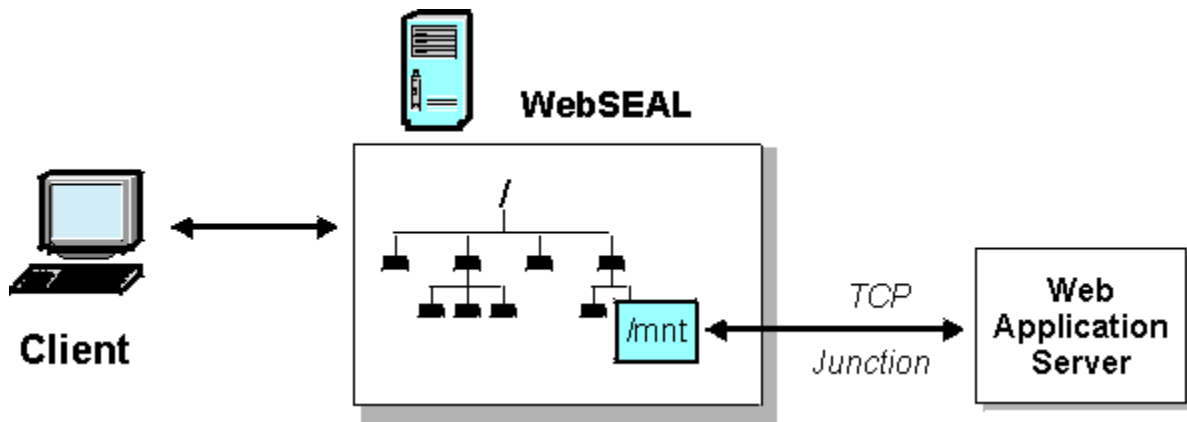 WebSEAL
/
Client
/mnt
TCP
Junction
Web
Application
Server